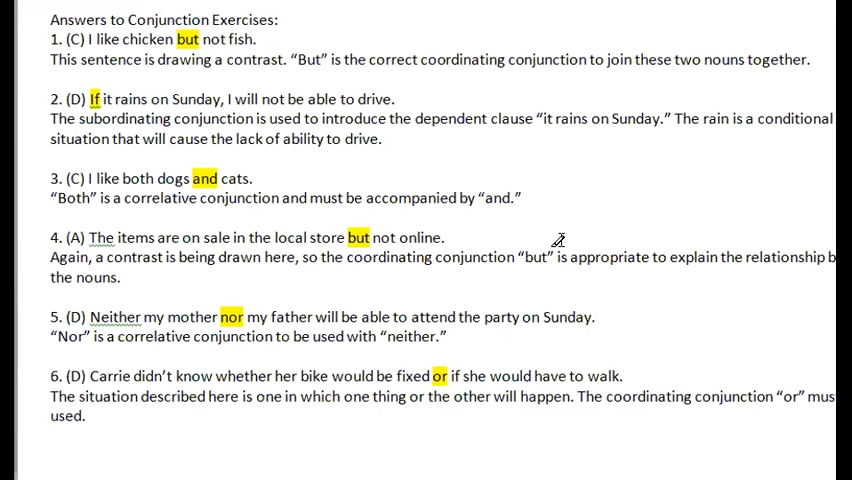 Answers to Conjunction Exercises:
1. (C) I like chicken but not fish.
This sentence is drawing a contrast. “But” is the correct coordinating conjunction to join these two nouns together.
2. (D) If it rains on Sunday, I will not be able to drive.
The subordinating conjunction is used to introduce the dependent clause “it rains on Sunday.” The rain is a conditional
situation that will cause the lack of ability to drive.
3. (C) I like both dogs and cats.
“Both” is a correlative conjunction and must be accompanied by “and.”
4. (A) The items are on sale in the local store but not online.
Again, a contrast is being drawn here, so the coordinating conjunction “but” is appropriate to explain the relationship
the nouns.
5. (D) Neither my mother nor my father will be able to attend the party on Sunday.
“Nor” is a correlative conjunction to be used with “neither.”
6. (D) Carrie didn’t know whether her bike would be fixed or if she would have to walk.
The situation described here is one in which one thing or the other will happen. The coordinating conjunction “or”
used.